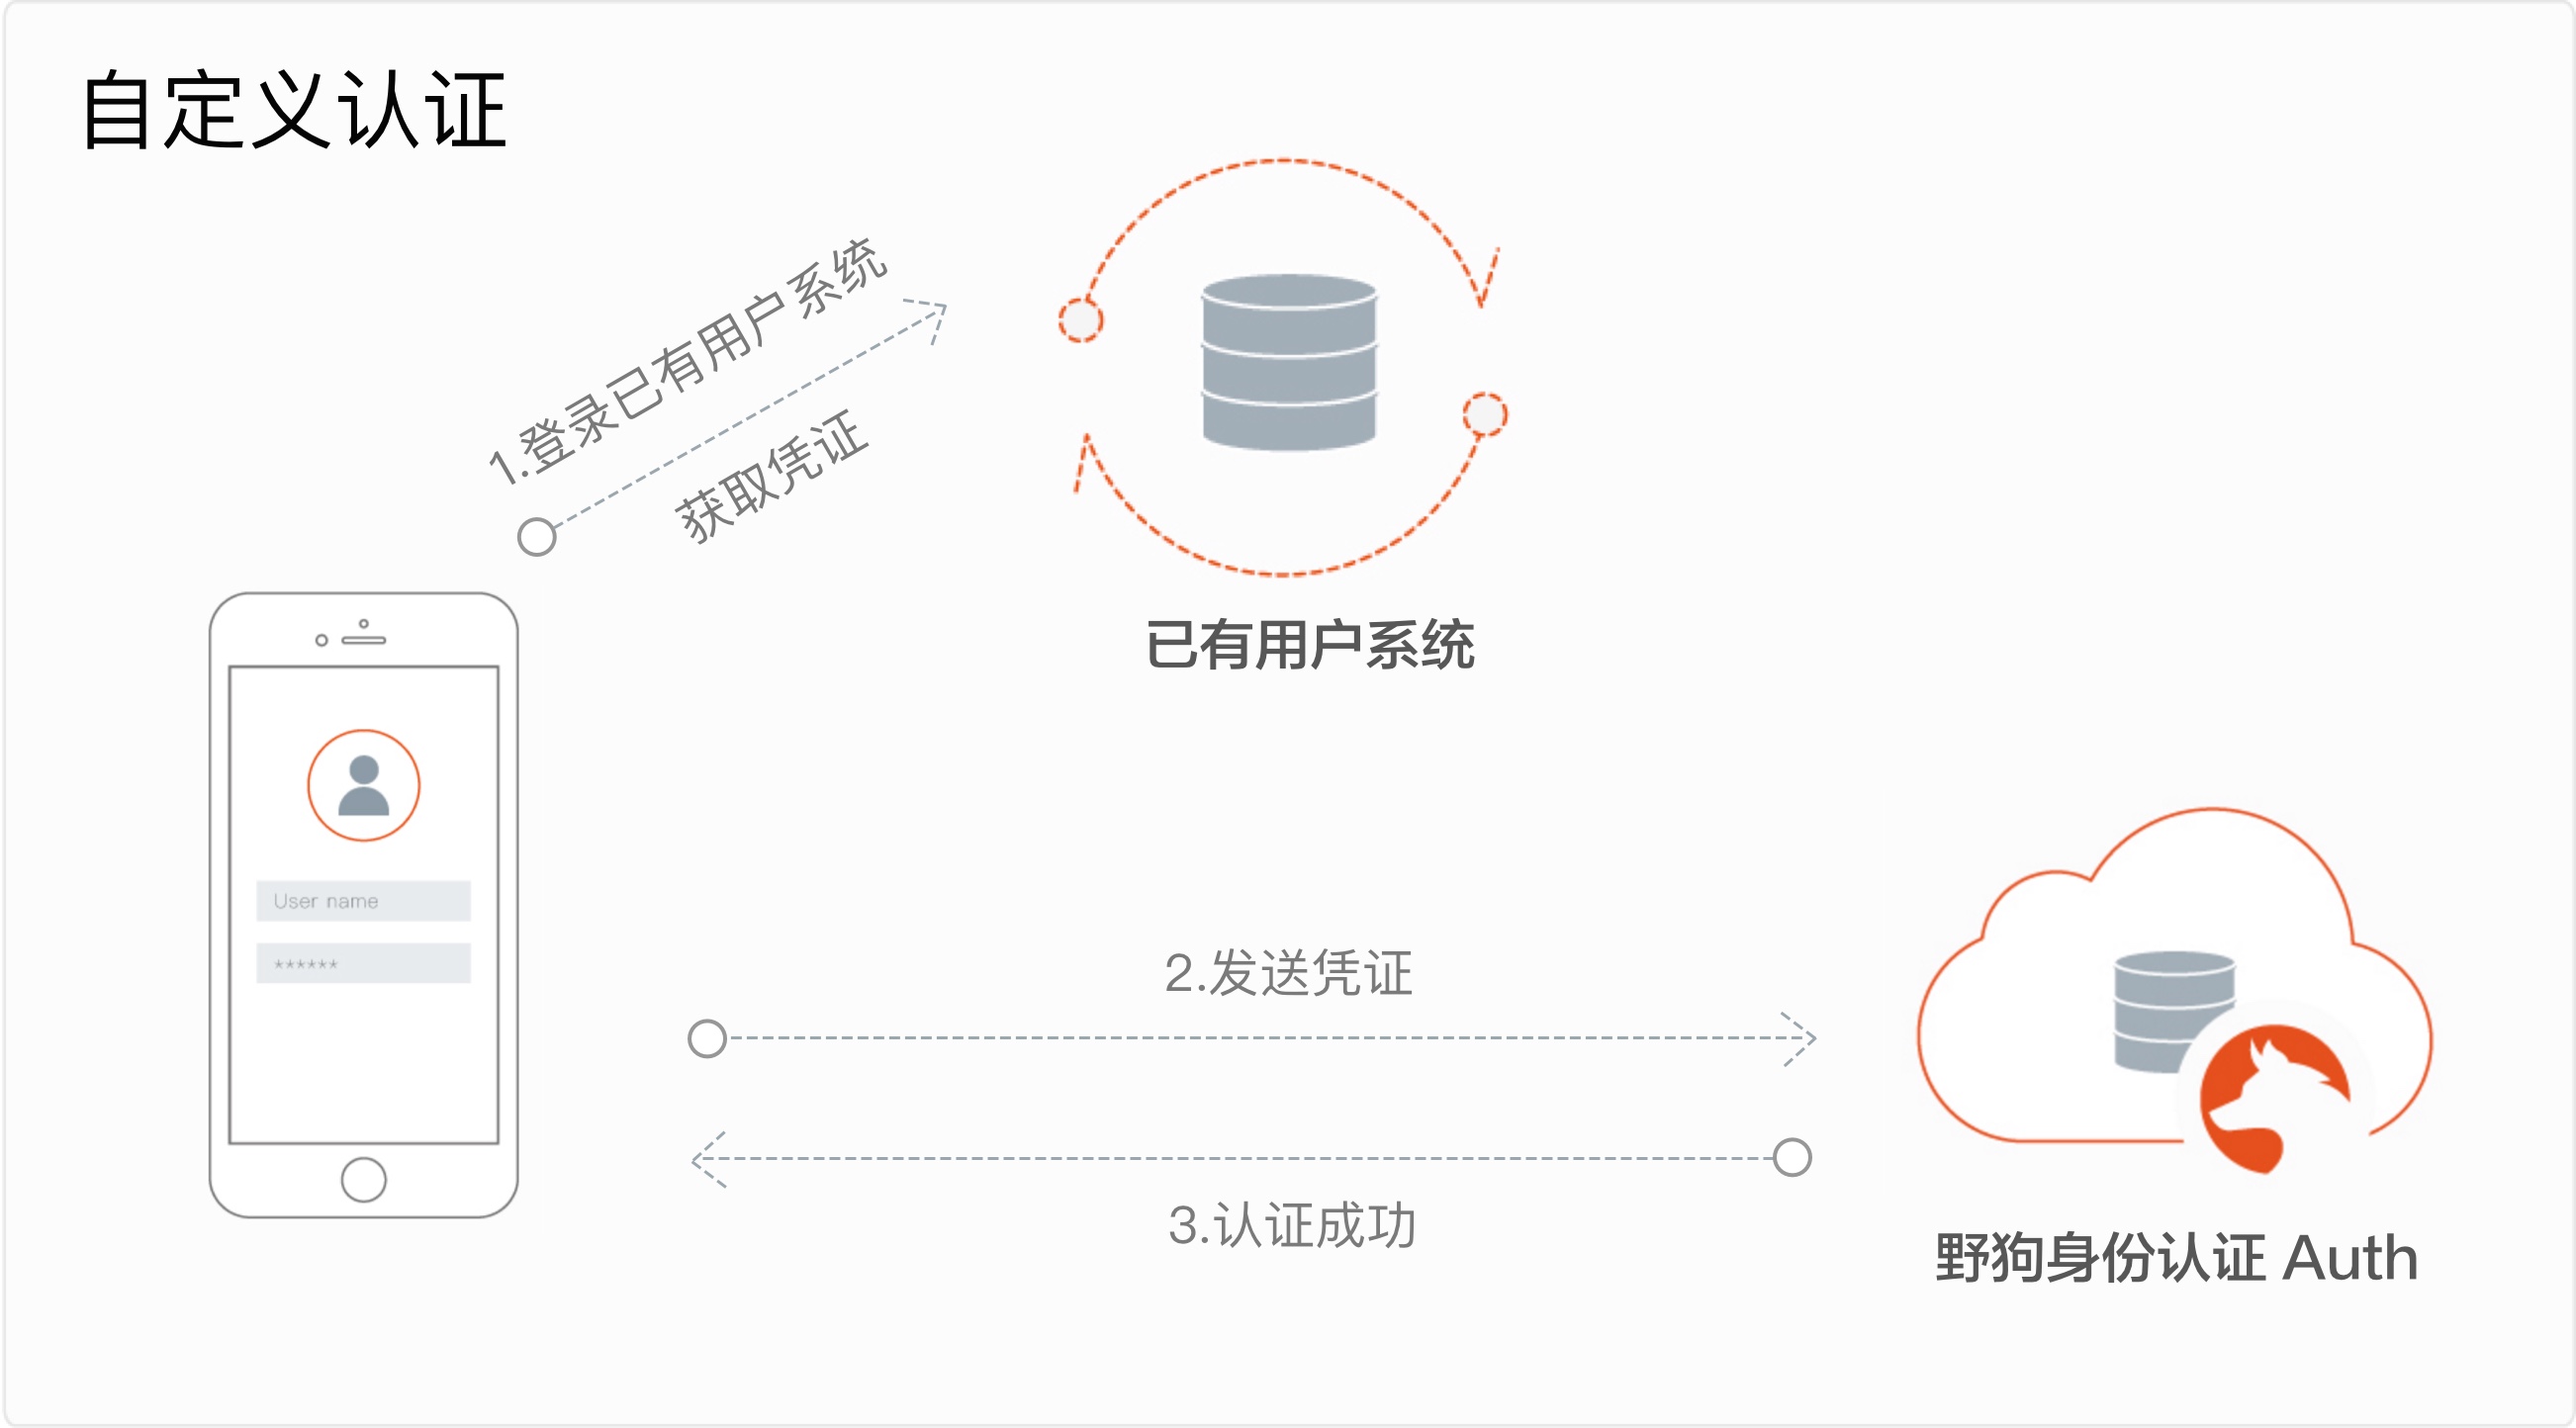 自定义认证
1.登录已有用户系统
获取凭证
已有用户系统
User name
******
2.发送凭证
3.认证成功
野狗身份认证 Auth